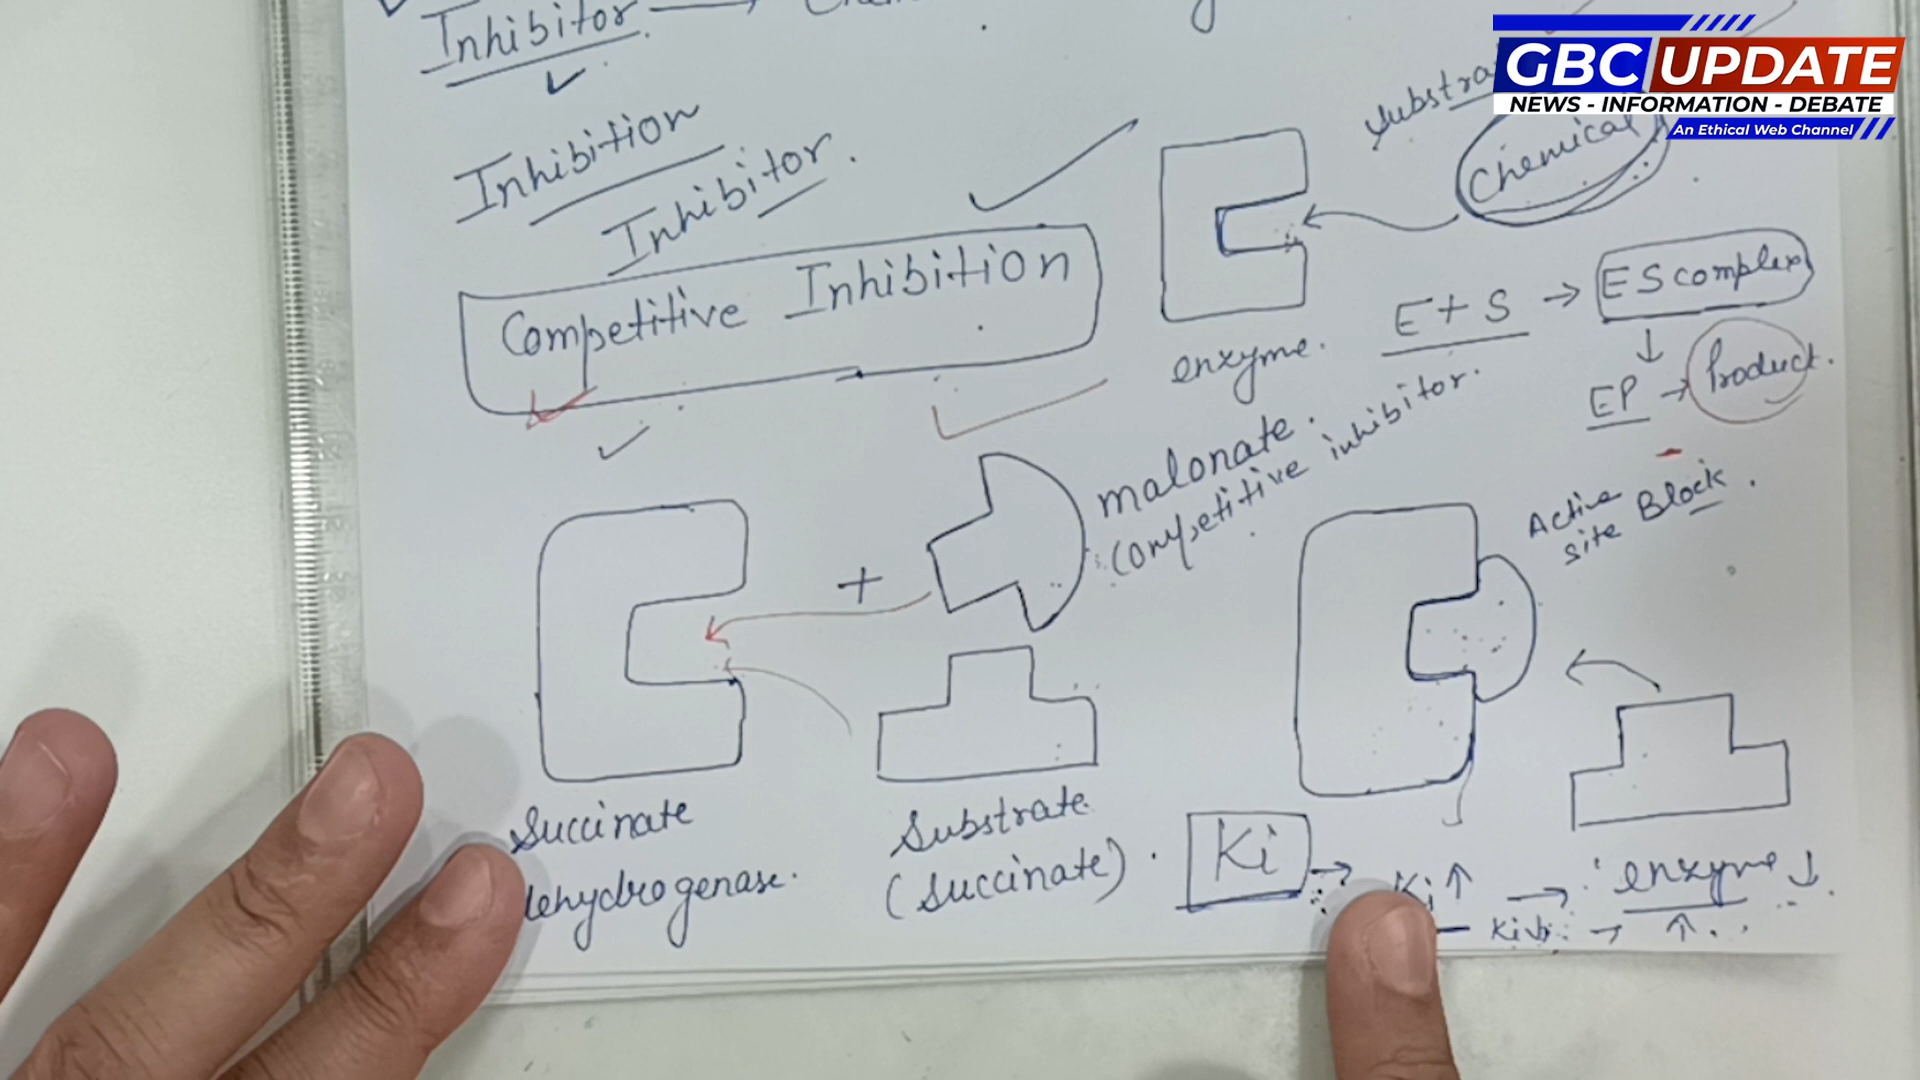 Inhibitor.
Inhibition
Inhibitor.
Competitive Inhibition
enzyme.
Chemical
E + S → ES complex
↓
EP → Product.
malonate.
competitive inhibitor.
Active
site Block.
+
Succinate
dehydrogenase.
Substrate
(succinate).
Ki → Ki ↑ → enzyme ↓
→ ↑
GBC UPDATE
NEWS - INFORMATION - DEBATE
An Ethical Web Channel